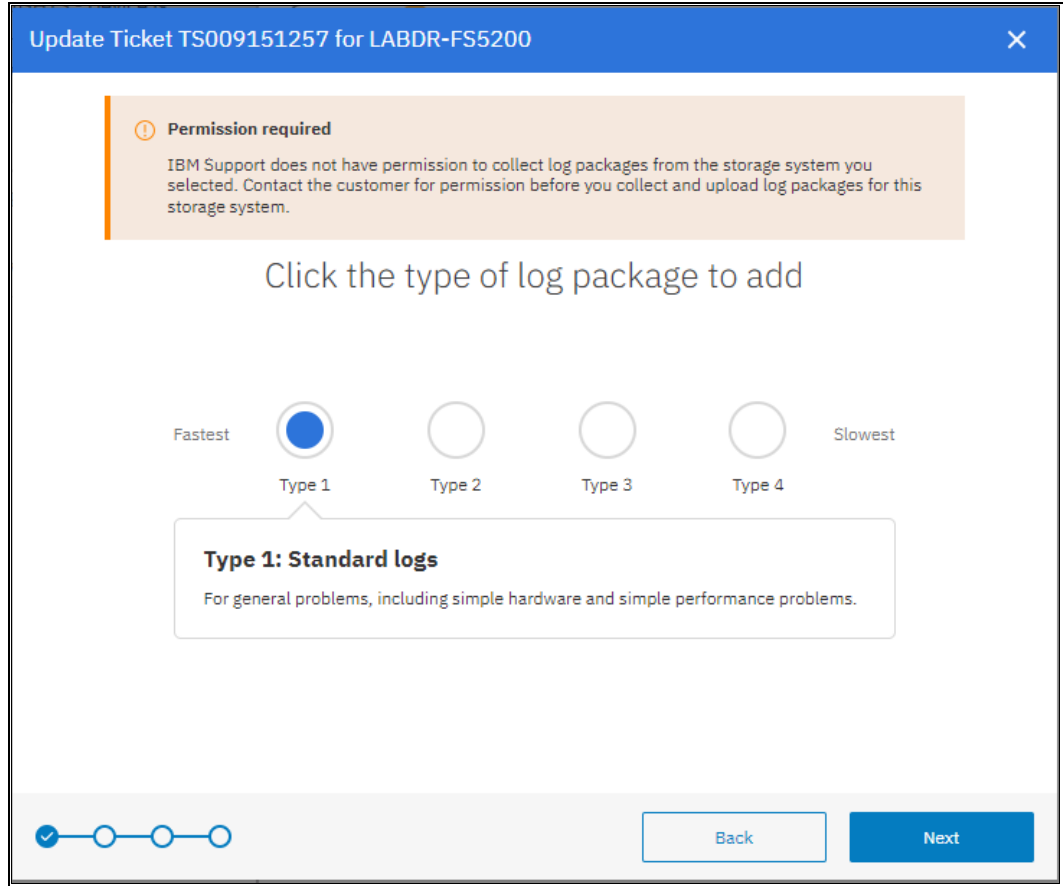 Update Ticket TS009151257 for LABDR-FS5200
Permission required
IBM Support does not have permission to collect log packages from the storage system you
selected. Contact the customer for permission before you collect and upload log packages for this
storage system.
Click the type of log package to add
Fastest
Slowest
Type 1
Type 2
Type 3
Type 4
Type 1: Standard logs
For general problems, including simple hardware and simple performance problems.
Back
Next